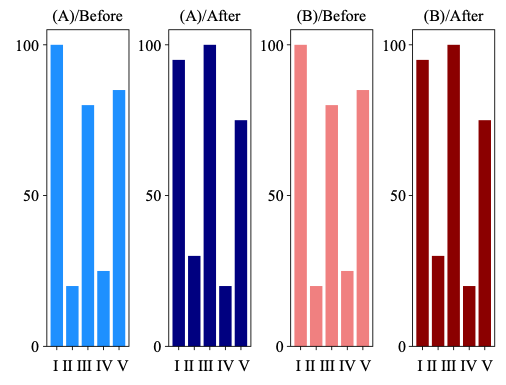 (A)/Before
100
50
0
I II III IV V
(A)/After
100
50
0
I II III IV V
(B)/Before
100
50
0
I II III IV V
(B)/After
100
50
0
I II III IV V